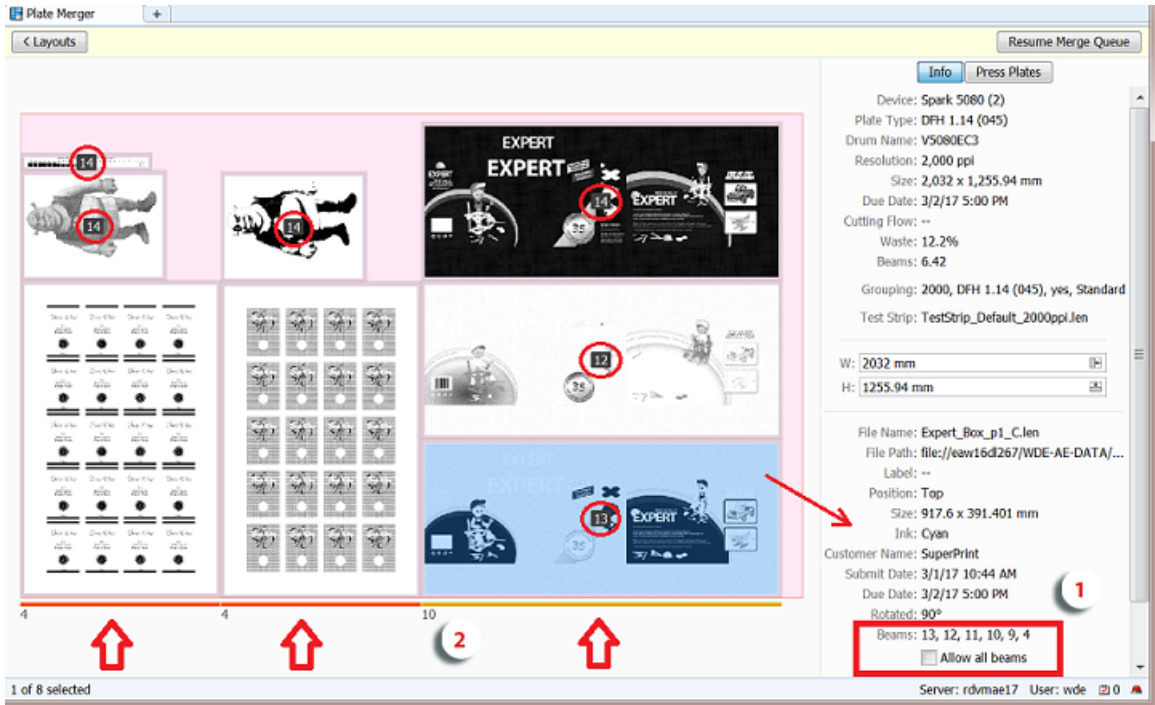 Plate Merger
+
< Layouts
Resume Merge Queue
Info Press Plates
Device: Spark 5080 (2)
Plate Type: DFH 1.14 (045)
Drum Name: V5080EC3
Resolution: 2,000 ppi
Size: 2,032 x 1,255.94 mm
Due Date: 3/2/17 5:00 PM
Cutting Flow: --
Waste: 12.2%
Beams: 6.42
Grouping: 2000, DFH 1.14 (045), yes, Standard
Test Strip: TestStrip_Default_2000ppi.len
W: 2032 mm
H: 1255.94 mm
File Name: Expert_Box_p1_C.len
File Path: file://eaw16dl267/WDE-AE-DATA/...
Label: --
Position: Top
Size: 917.6 x 391.401 mm
Ink: Cyan
Customer Name: SuperPrint
Submit Date: 3/1/17 10:44 AM
Due Date: 3/2/17 5:00 PM
Rotated: 90°
Beams: 13, 12, 11, 10, 9, 4
Allow all beams
1
14
14
14
EXPERT
EXPERT
14
EXPERT
35
12
35
EXPERT
13
EXPERT
35
4
4
10
2
1 of 8 selected
Server: rdvmae17 User: wde 0